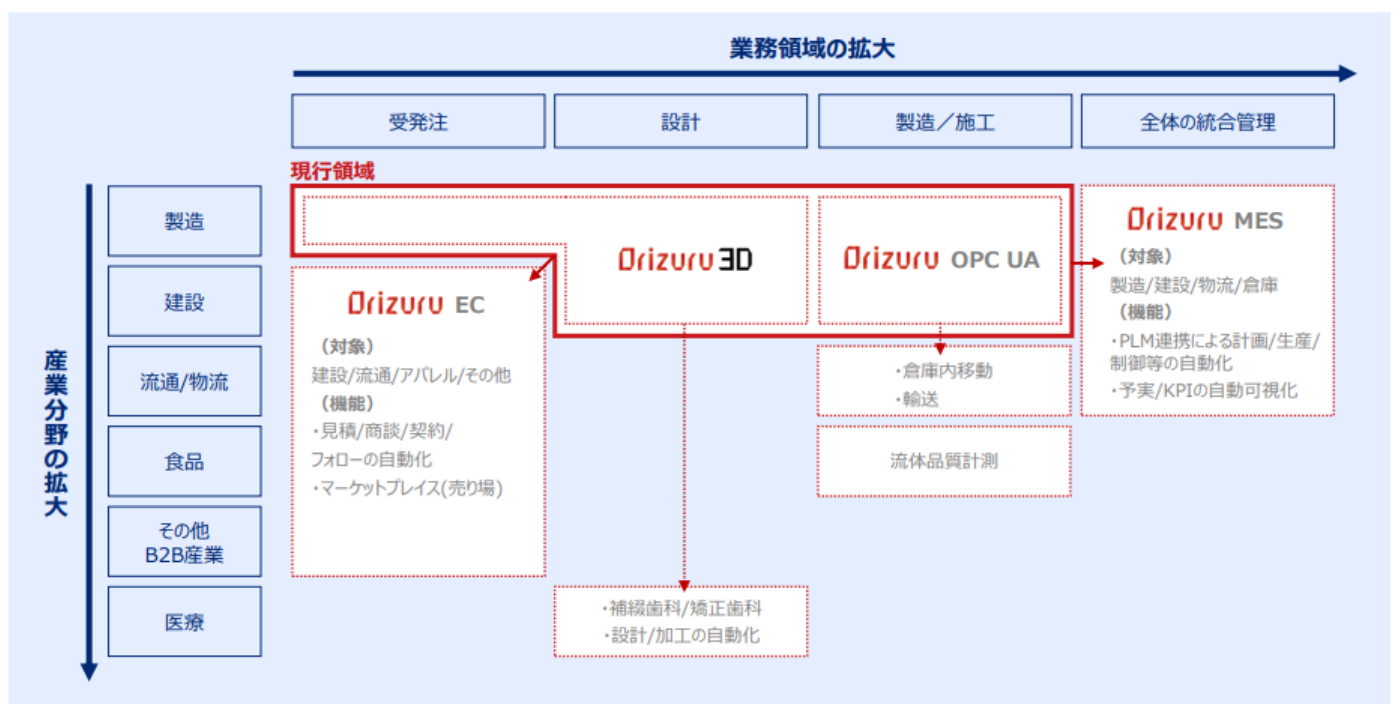 業務領域の拡大
受発注
設計
製造／施工
全体の統合管理
現行領域
産業分野の拡大
製造
建設
流通/物流
食品
その他
B2B産業
医療
Orizuru 3D
Orizuru OPC UA
Orizuru MES
（対象）
製造/建設/物流/倉庫
（機能）
・PLM連携による計画/生産/
制御等の自動化
・予実/KPIの自動可視化
Orizuru EC
（対象）
建設/流通/アパレル/その他
（機能）
・見積/商談/契約/
フォローの自動化
・マーケットプレイス(売り場)
・倉庫内移動
・輸送
流体品質計測
・補綴歯科/矯正歯科
・設計/加工の自動化